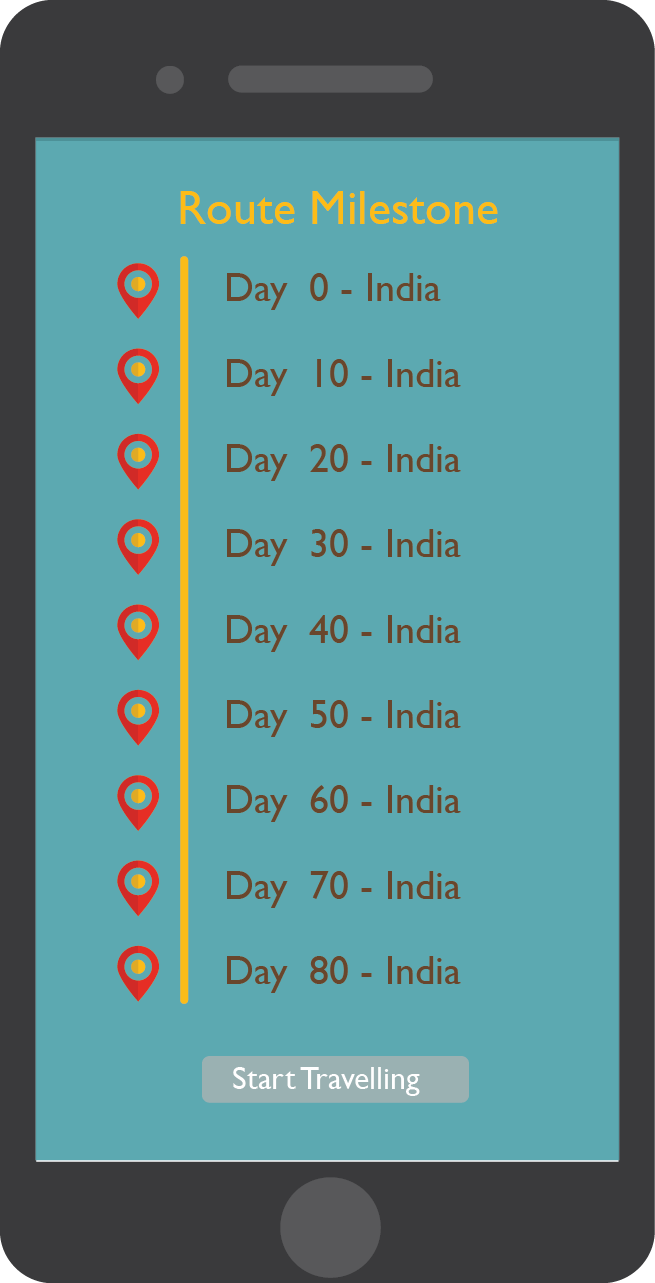 Route Milestone
Day 0 - India
Day 10 - India
Day 20 - India
Day 30 - India
Day 40 - India
Day 50 - India
Day 60 - India
Day 70 - India
Day 80 - India
Start Travelling